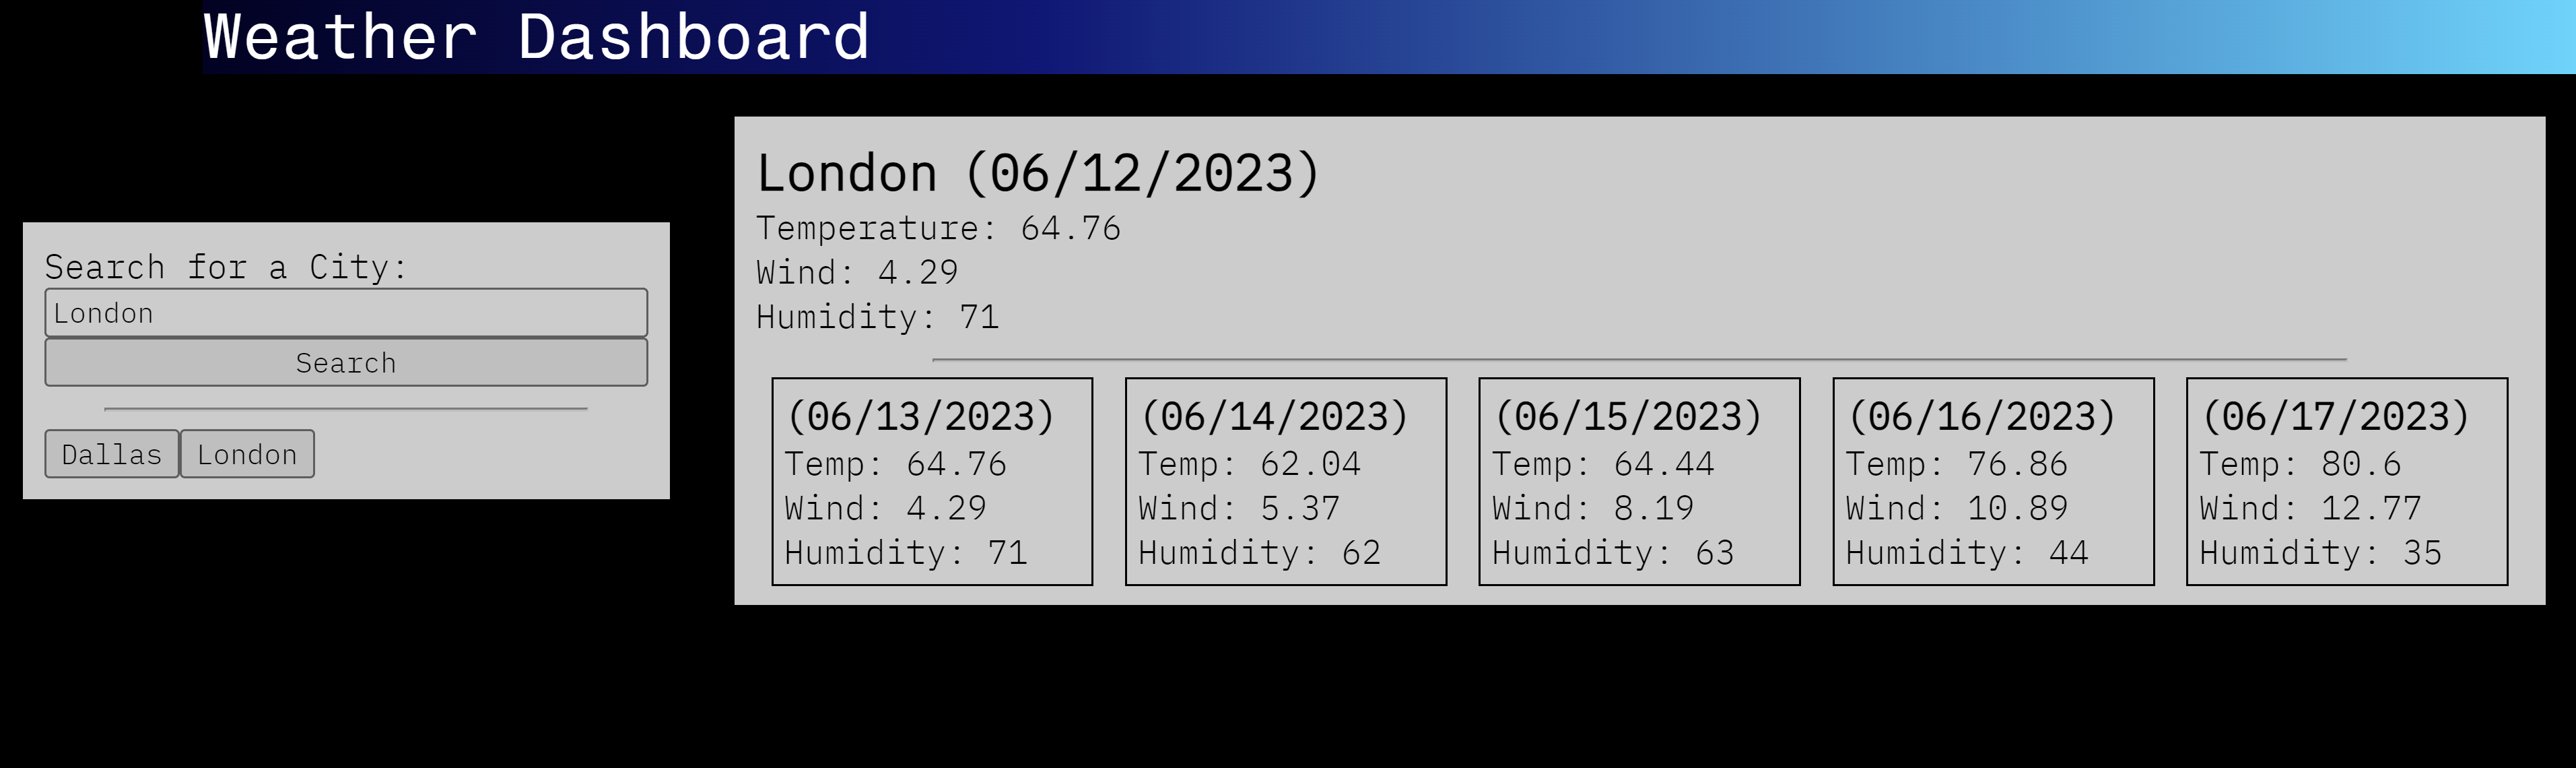 Weather Dashboard
Search for a City:
London
Search
Dallas London
London (06/12/2023)
Temperature: 64.76
Wind: 4.29
Humidity: 71
(06/13/2023)
Temp: 64.76
Wind: 4.29
Humidity: 71
(06/14/2023)
Temp: 62.04
Wind: 5.37
Humidity: 62
(06/15/2023)
Temp: 64.44
Wind: 8.19
Humidity: 63
(06/16/2023)
Temp: 76.86
Wind: 10.89
Humidity: 44
(06/17/2023)
Temp: 80.6
Wind: 12.77
Humidity: 35